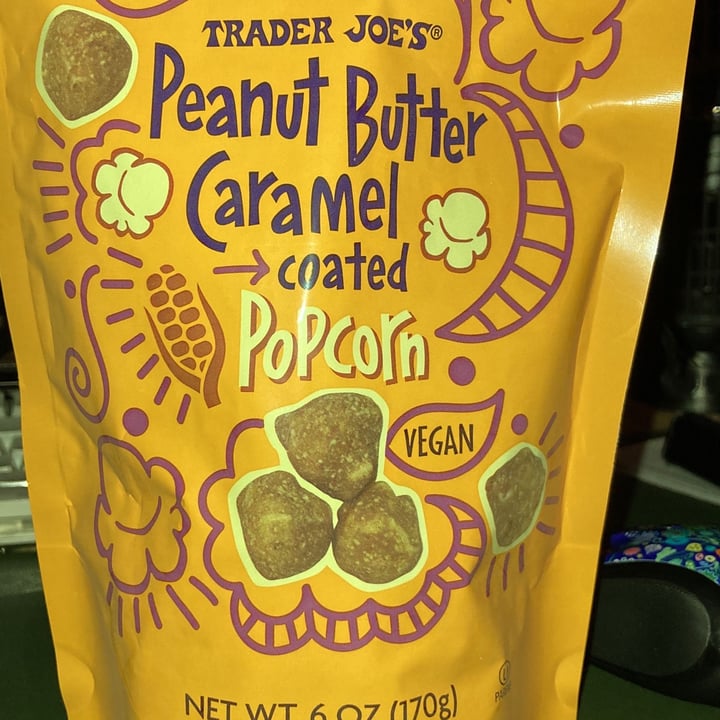 TRADER JOE'S®
Peanut Butter
Caramel
→ coated
Popcorn
VEGAN
NET WT. 6 OZ (170g)
U